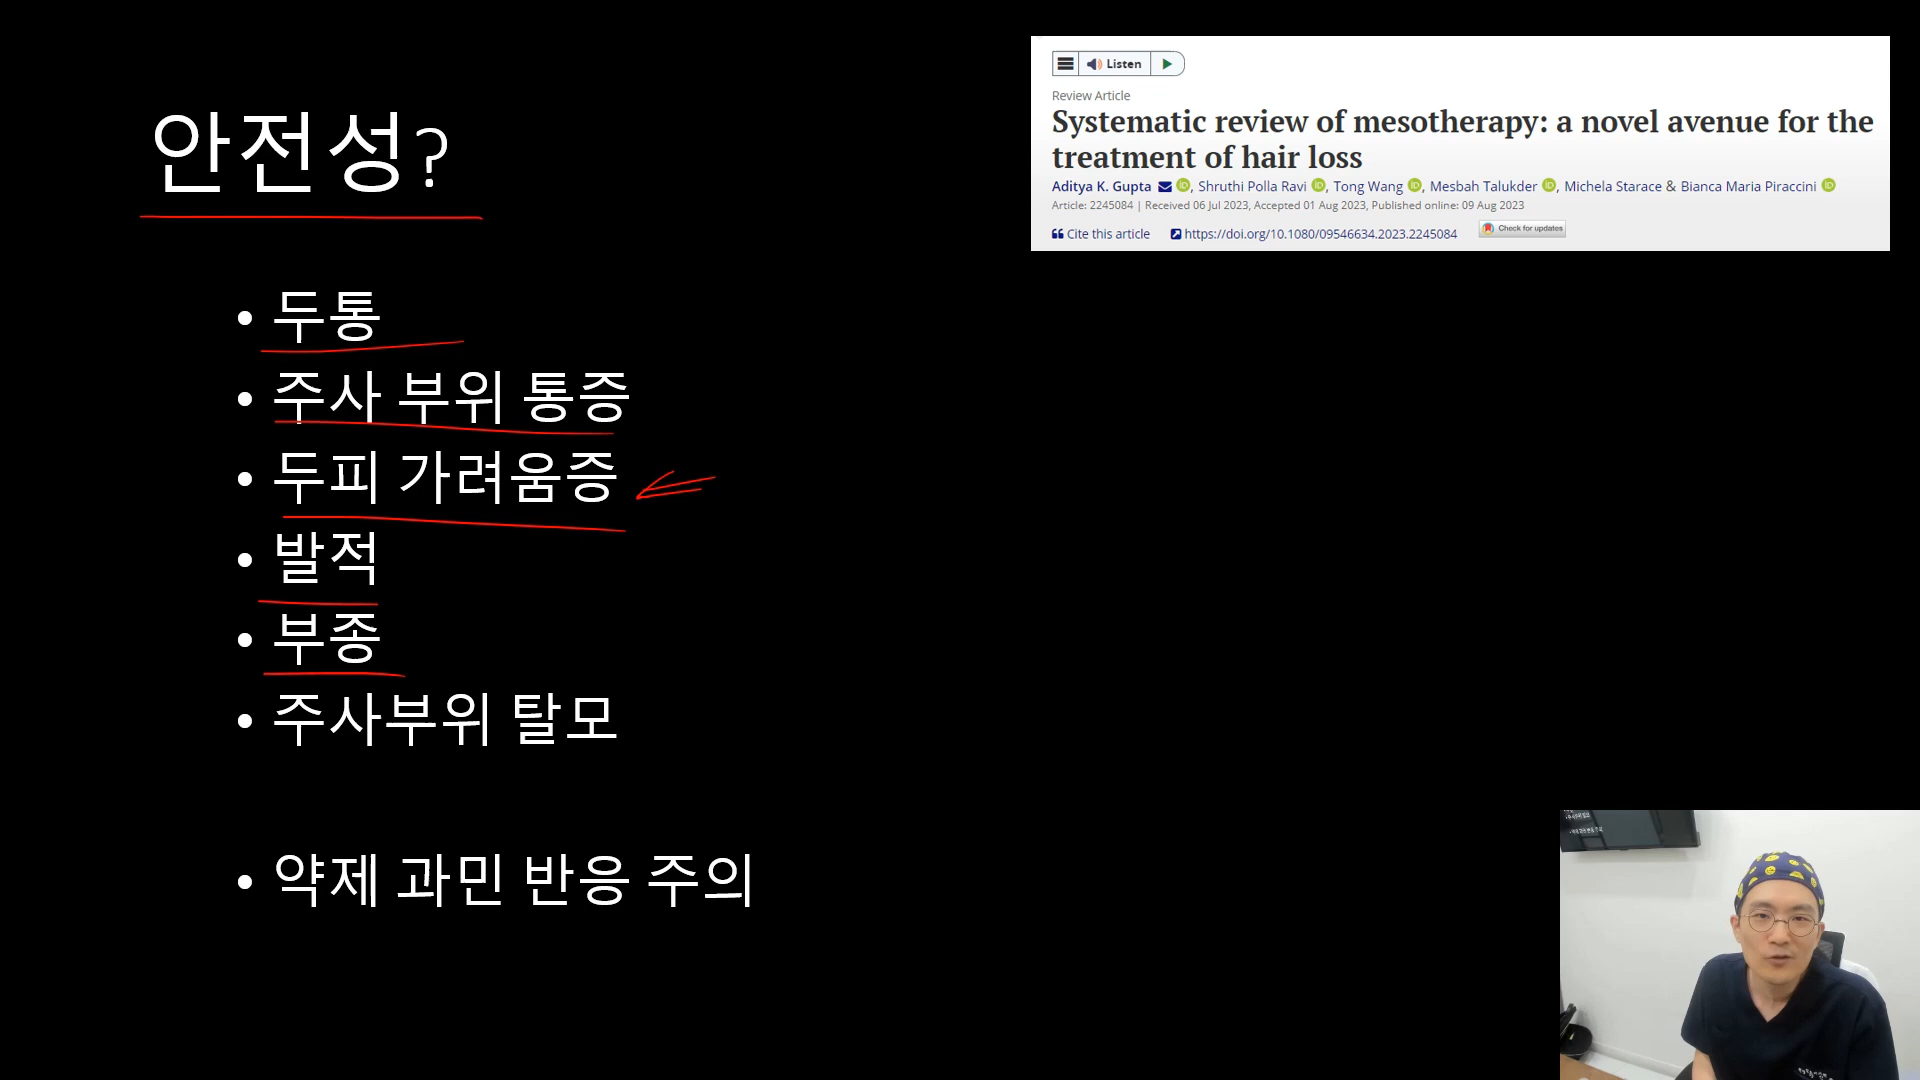 안전성?
• 두통
• 주사 부위 통증
• 두피 가려움증
• 발적
• 부종
• 주사부위 탈모
• 약제 과민 반응 주의
Listen
Review Article
Systematic review of mesotherapy: a novel avenue for the
treatment of hair loss
Aditya K. Gupta, Shruthi Polla Ravi, Tong Wang, Mesbah Talukder, Michela Starace & Bianca Maria Piraccini
Article: 2245084 | Received 06 Jul 2023, Accepted 01 Aug 2023, Published online: 09 Aug 2023
Cite this article https://doi.org/10.1080/09546634.2023.2245084 Check for updates